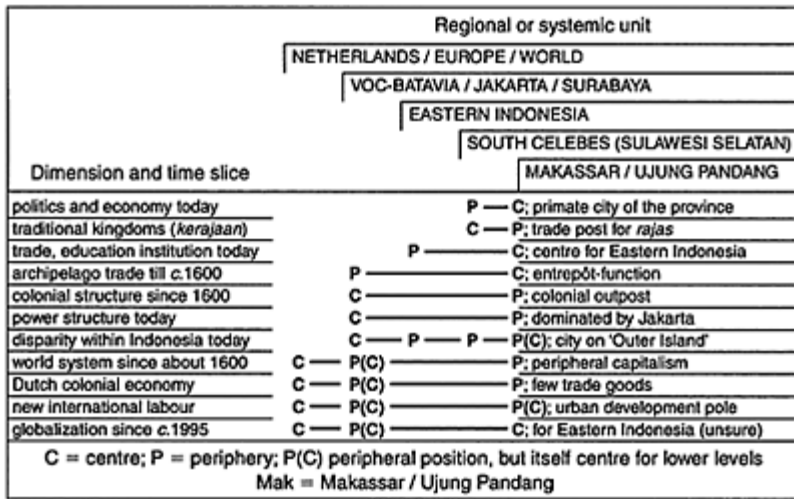 Regional or systemic unit
NETHERLANDS / EUROPE / WORLD
VOC-BATAVIA / JAKARTA / SURABAYA
EASTERN INDONESIA
SOUTH CELEBES (SULAWESI SELATAN)
Dimension and time slice MAKASSAR / UJUNG PANDANG
politics and economy today P — C; primate city of the province
traditional kingdoms (kerajaan) C — P; trade post for rajas
trade, education institution today P — C; centre for Eastern Indonesia
archipelago trade till c.1600 P — C; entrepôt-function
colonial structure since 1600 C — P; colonial outpost
power structure today C — P; dominated by Jakarta
disparity within Indonesia today C — P — P — P(C); city on 'Outer Island'
world system since about 1600 C — P(C) — P; peripheral capitalism
Dutch colonial economy C — P(C) — P; few trade goods
new international labour C — P(C) — P(C); urban development pole
globalization since c.1995 C — P(C) — C; for Eastern Indonesia (unsure)
C = centre; P = periphery; P(C) peripheral position, but itself centre for lower levels
Mak = Makassar / Ujung Pandang